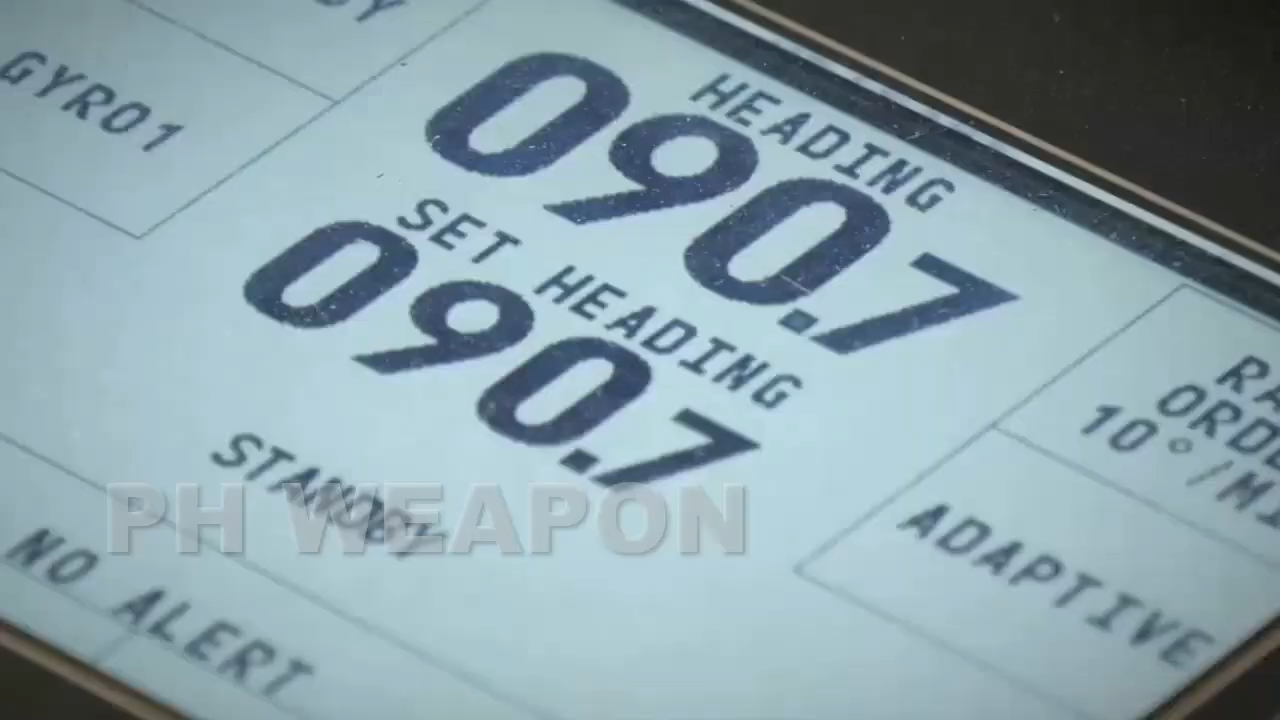 GYRO1
HEADING
090.7
SET HEADING
090.7
STANDBY
10°/MI
ADAPTIVE
NO ALERT
PH WEAPON